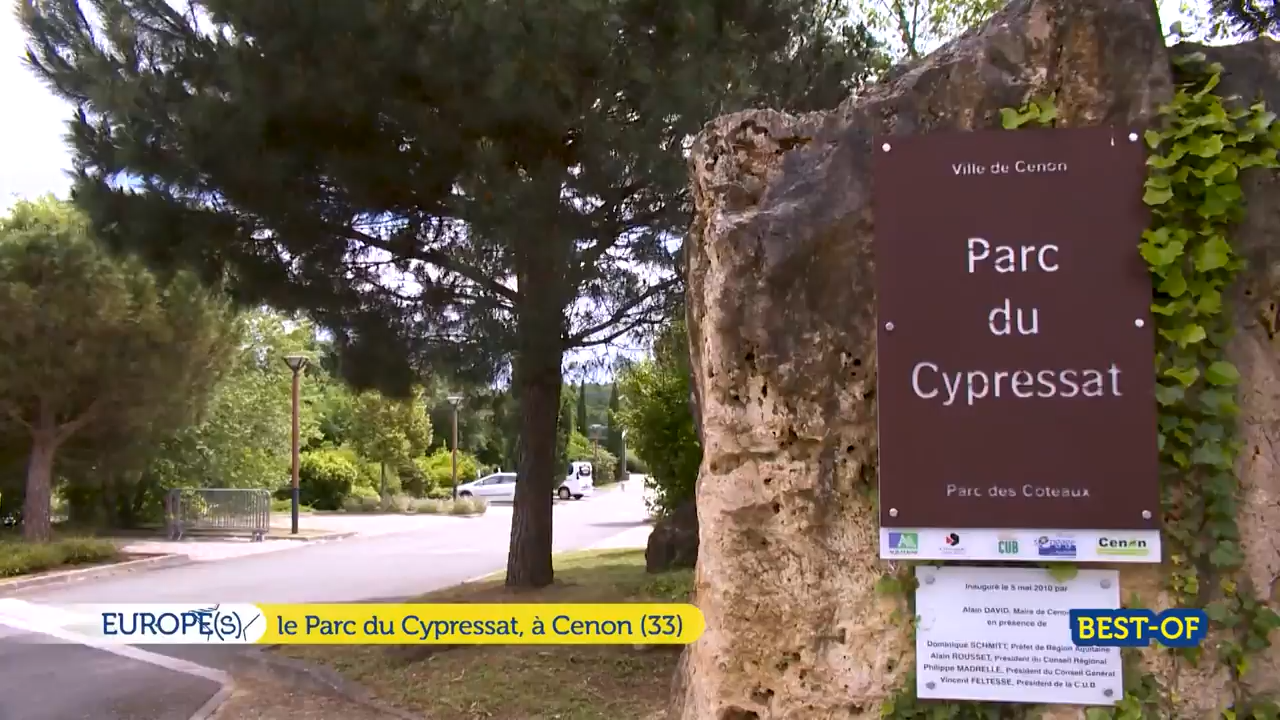 Ville de Cenon
Parc
du
Cypressat
Parc des Coteaux
AQUITAINE
CUB
Cenon
Inauguré le 5 mai 2010 par
Alain DAVID, Maire de Cenon
en présence de
Dominique SCHMITT, Préfet de Région Aquitaine
Alain ROUSSET, Président du Conseil Régional
Philippe MADRELLE, Président du Conseil Général
Vincent FELTESSE, Président de la C.U.B
EUROPE(S) le Parc du Cypressat, à Cenon (33)
BEST-OF